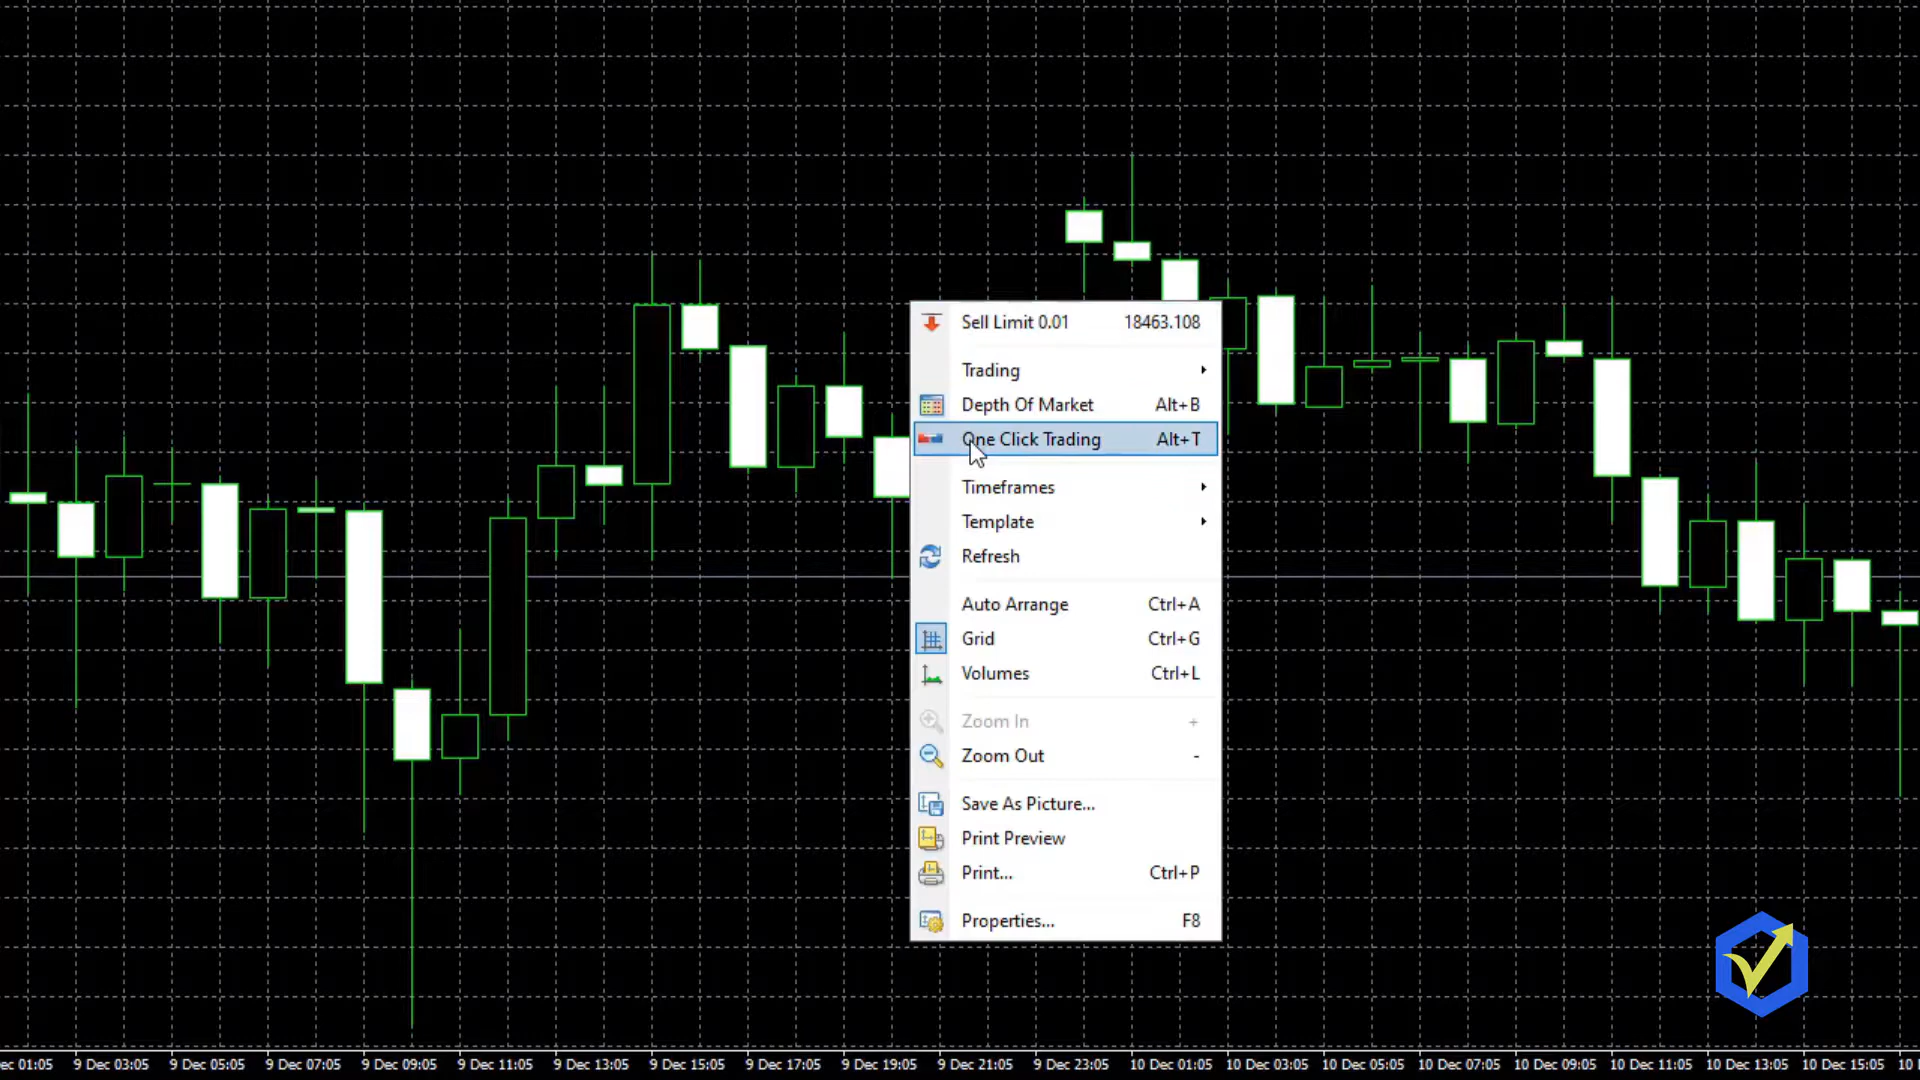 Sell Limit 0.01 18463.108
Trading
Depth Of Market Alt+B
One Click Trading Alt+T
Timeframes
Template
Refresh
Auto Arrange Ctrl+A
Grid Ctrl+G
Volumes Ctrl+L
Zoom In +
Zoom Out -
Save As Picture...
Print Preview
Print... Ctrl+P
Properties... F8
ec 01:05 9 Dec 03:05 9 Dec 05:05 9 Dec 07:05 9 Dec 09:05 9 Dec 11:05 9 Dec 13:05 9 Dec 15:05 9 Dec 17:05 9 Dec 19:05 9 Dec 21:05 9 Dec 23:05 10 Dec 01:05 10 Dec 03:05 10 Dec 05:05 10 Dec 07:05 10 Dec 09:05 10 Dec 11:05 10 Dec 13:05 10 Dec 15:05